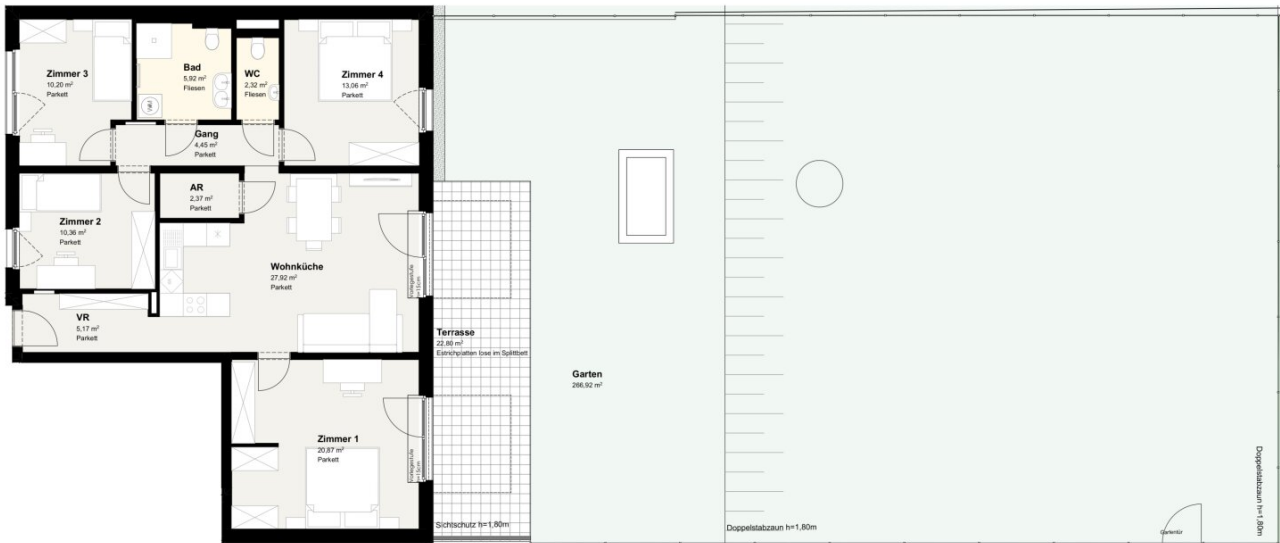 Zimmer 3
10,20 m²
Parkett
Bad
5,92 m²
Fliesen
WC
2,32 m²
Fliesen
Zimmer 4
13,06 m²
Parkett
Gang
4,45 m²
Parkett
AR
2,37 m²
Parkett
Zimmer 2
10,36 m²
Parkett
Wohnküche
27,92 m²
Parkett
VR
5,17 m²
Parkett
Zimmer 1
20,87 m²
Parkett
Terrasse
22,80 m²
Estrichplatten lose im Splittbett
Garten
266,92 m²
Sichtschutz h=1,80m
Doppelstabzaun h=1,80m
Gartentür
Doppelstabzaun h=1,80m